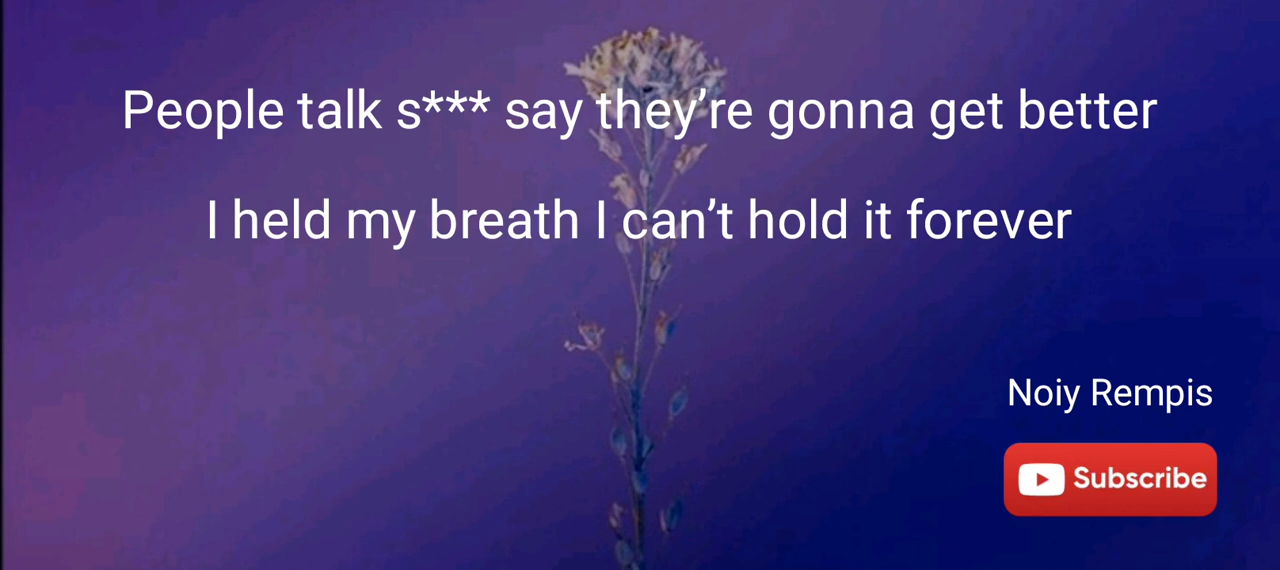 People talk s*** say they’re gonna get better
I held my breath I can’t hold it forever
Noiy Rempis
Subscribe